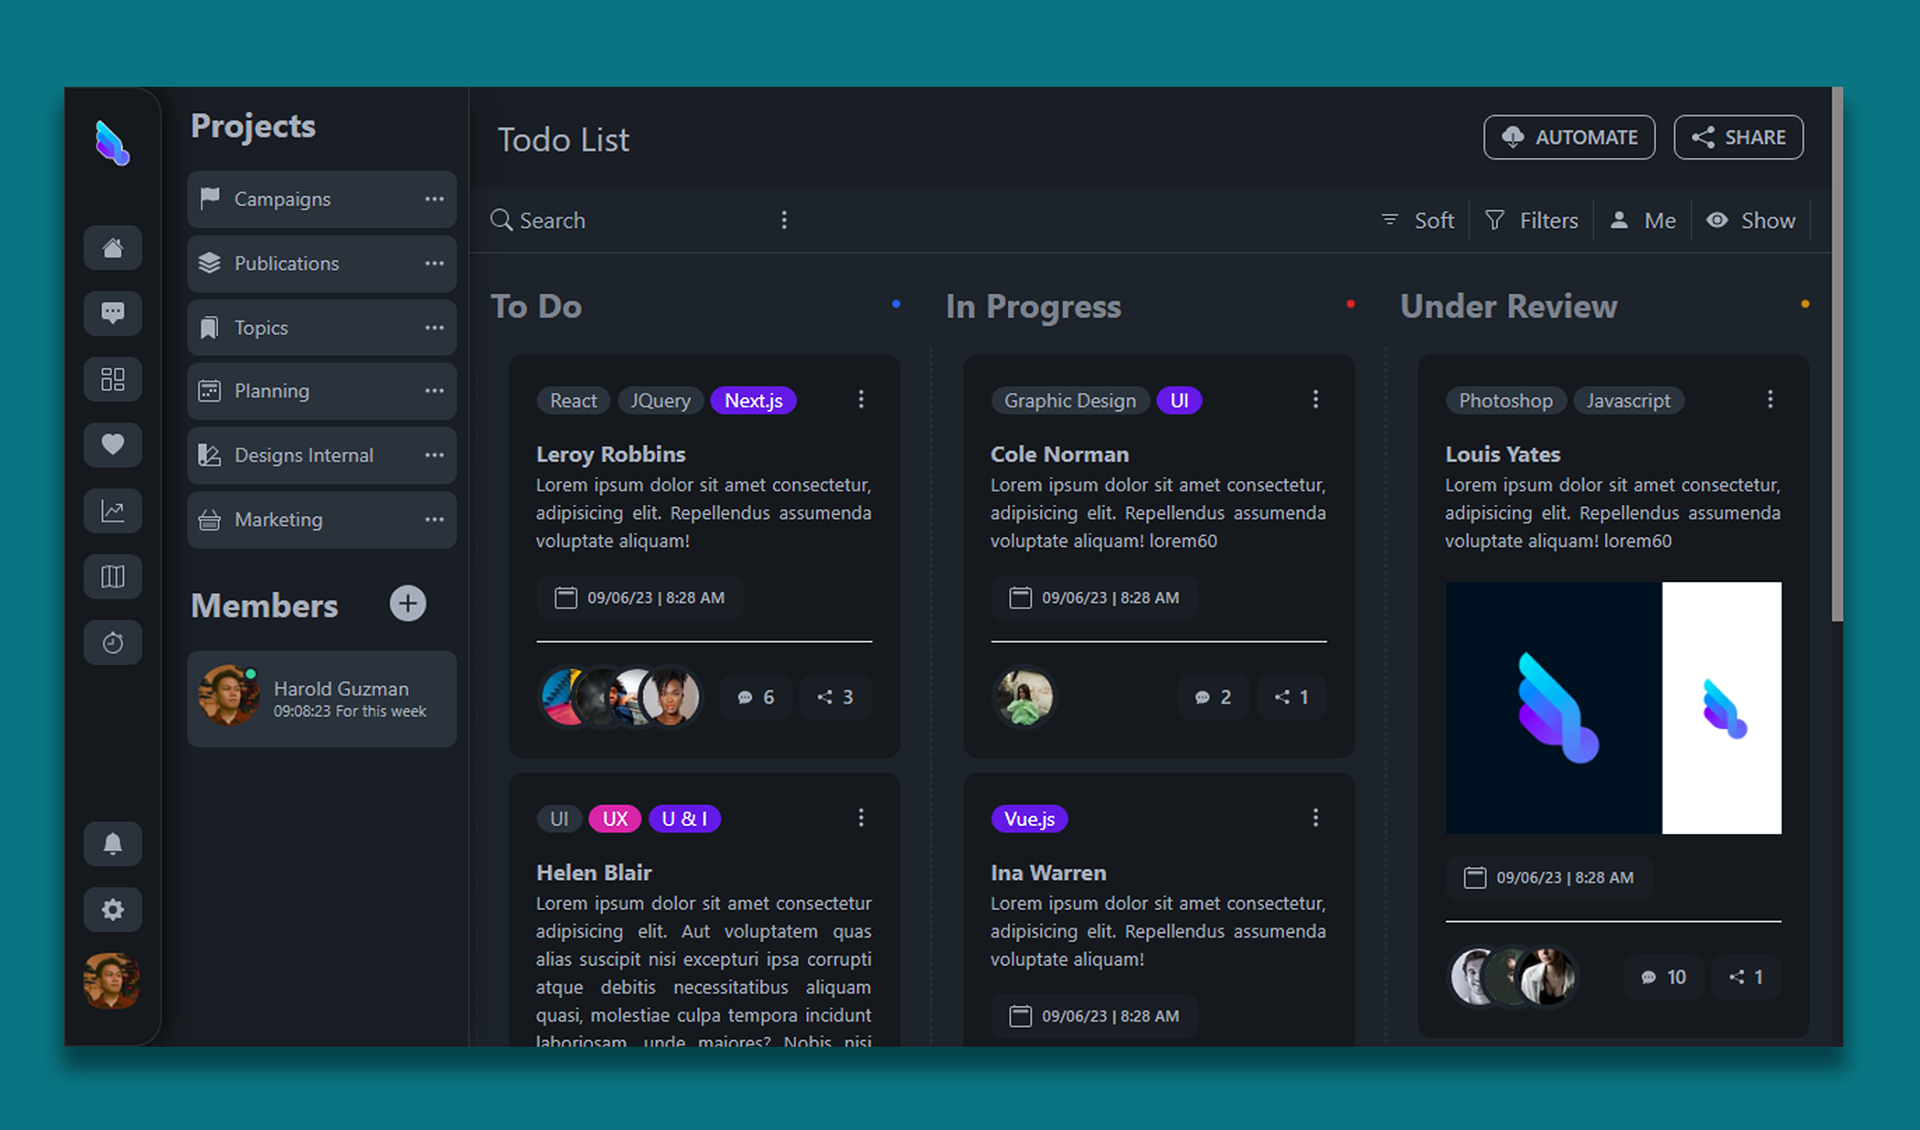 Projects
Campaigns
Publications
Topics
Planning
Designs Internal
Marketing
Members
Harold Guzman
09:08:23 For this week
Todo List
AUTOMATE
SHARE
Search
Soft
Filters
Me
Show
To Do
React JQuery Next.js
Leroy Robbins
Lorem ipsum dolor sit amet consectetur,
adipisicing elit. Repellendus assumenda
voluptate aliquam!
09/06/23 | 8:28 AM
6 3
UI UX U & I
Helen Blair
Lorem ipsum dolor sit amet consectetur
adipisicing elit. Aut voluptatem quas
alias suscipit nisi excepturi ipsa corrupti
atque debitis necessitatibus aliquam
quasi, molestiae culpa tempora incidunt
laboriosam, unde maiores? Nobis nisi
In Progress
Graphic Design UI
Cole Norman
Lorem ipsum dolor sit amet consectetur,
adipisicing elit. Repellendus assumenda
voluptate aliquam! lorem60
09/06/23 | 8:28 AM
2 1
Vue.js
Ina Warren
Lorem ipsum dolor sit amet consectetur,
adipisicing elit. Repellendus assumenda
voluptate aliquam!
09/06/23 | 8:28 AM
Under Review
Photoshop Javascript
Louis Yates
Lorem ipsum dolor sit amet consectetur,
adipisicing elit. Repellendus assumenda
voluptate aliquam! lorem60
09/06/23 | 8:28 AM
10 1